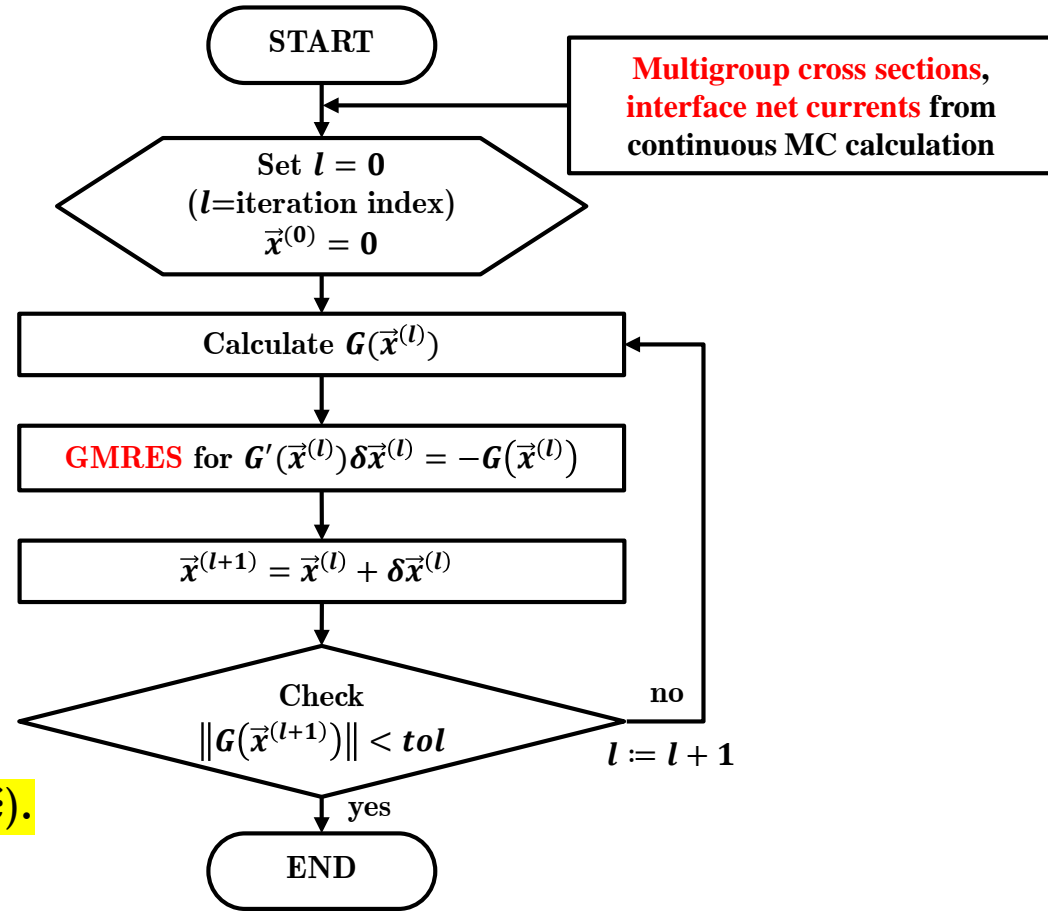 START
Multigroup cross sections,
interface net currents from
continuous MC calculation
Set l = 0
(l=iteration index)
x⃗⁽⁰⁾ = 0
Calculate G(x⃗⁽ˡ⁾)
GMRES for G′(x⃗⁽ˡ⁾)δx⃗⁽ˡ⁾ = −G(x⃗⁽ˡ⁾)
x⃗⁽ˡ⁺¹⁾ = x⃗⁽ˡ⁾ + δx⃗⁽ˡ⁾
Check
‖G(x⃗⁽ˡ⁺¹⁾)‖ < tol
no
l ≔ l + 1
).
yes
END